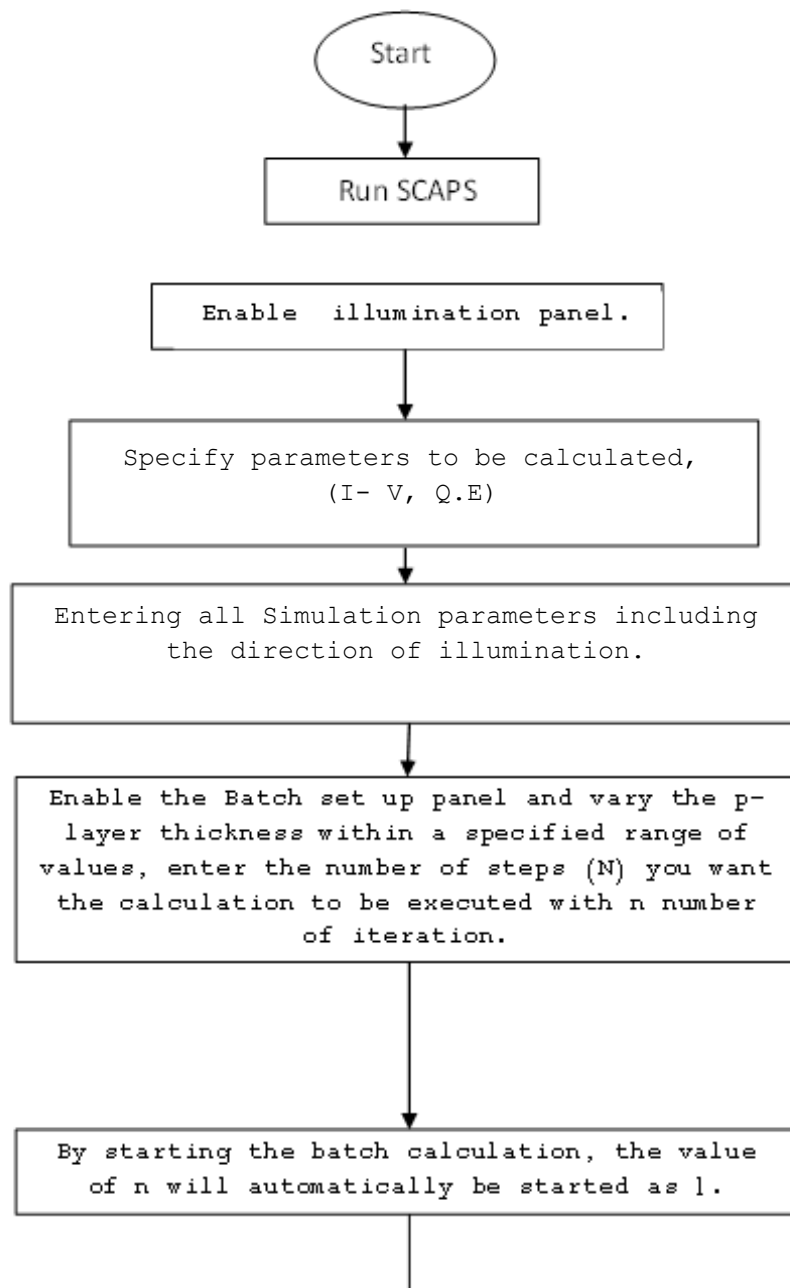 Start
Run SCAPS
Enable illumination panel.
Specify parameters to be calculated,
(I- V, Q.E)
Entering all Simulation parameters including
the direction of illumination.
Enable the Batch set up panel and vary the p-
layer thickness within a specified range of
values, enter the number of steps (N) you want
the calculation to be executed with n number
of iteration.
By starting the batch calculation, the value
of n will automatically be started as 1.